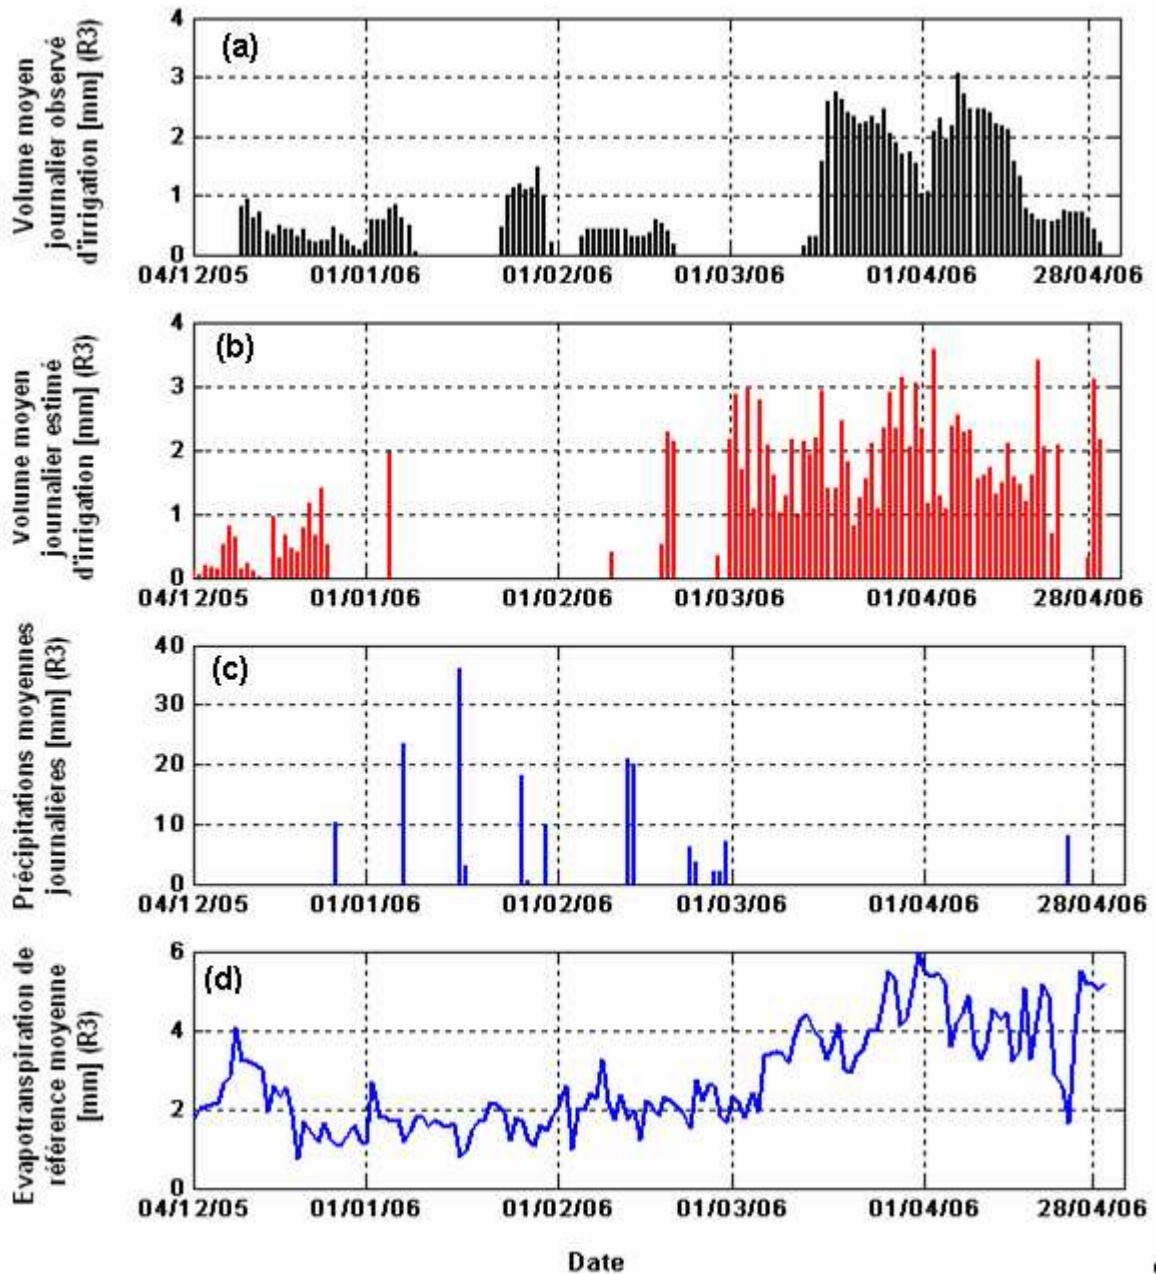 Volume moyen
journalier observé
d'irrigation [mm] (R3)
(a)
4
3
2
1
0
04/12/05 01/01/06 01/02/06 01/03/06 01/04/06 28/04/06
Volume moyen
journalier estimé
d'irrigation [mm] (R3)
(b)
4
3
2
1
0
04/12/05 01/01/06 01/02/06 01/03/06 01/04/06 28/04/06
Précipitations moyennes
journalières [mm] (R3)
(c)
40
30
20
10
0
04/12/05 01/01/06 01/02/06 01/03/06 01/04/06 28/04/06
Evapotranspiration de
référence moyenne
[mm] (R3)
(d)
6
4
2
0
04/12/05 01/01/06 01/02/06 01/03/06 01/04/06 28/04/06
Date